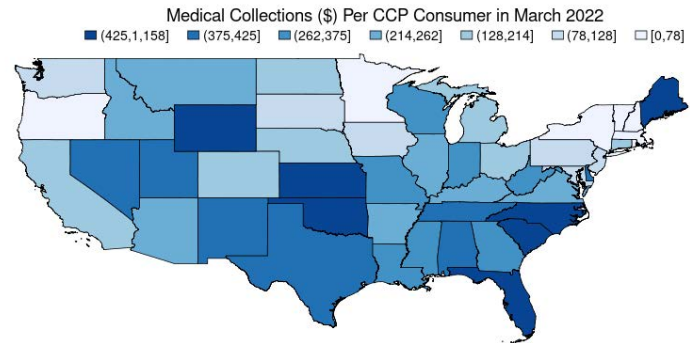 Medical Collections ($) Per CCP Consumer in March 2022
(425,1,158] (375,425] (262,375] (214,262] (128,214] (78,128] [0,78]